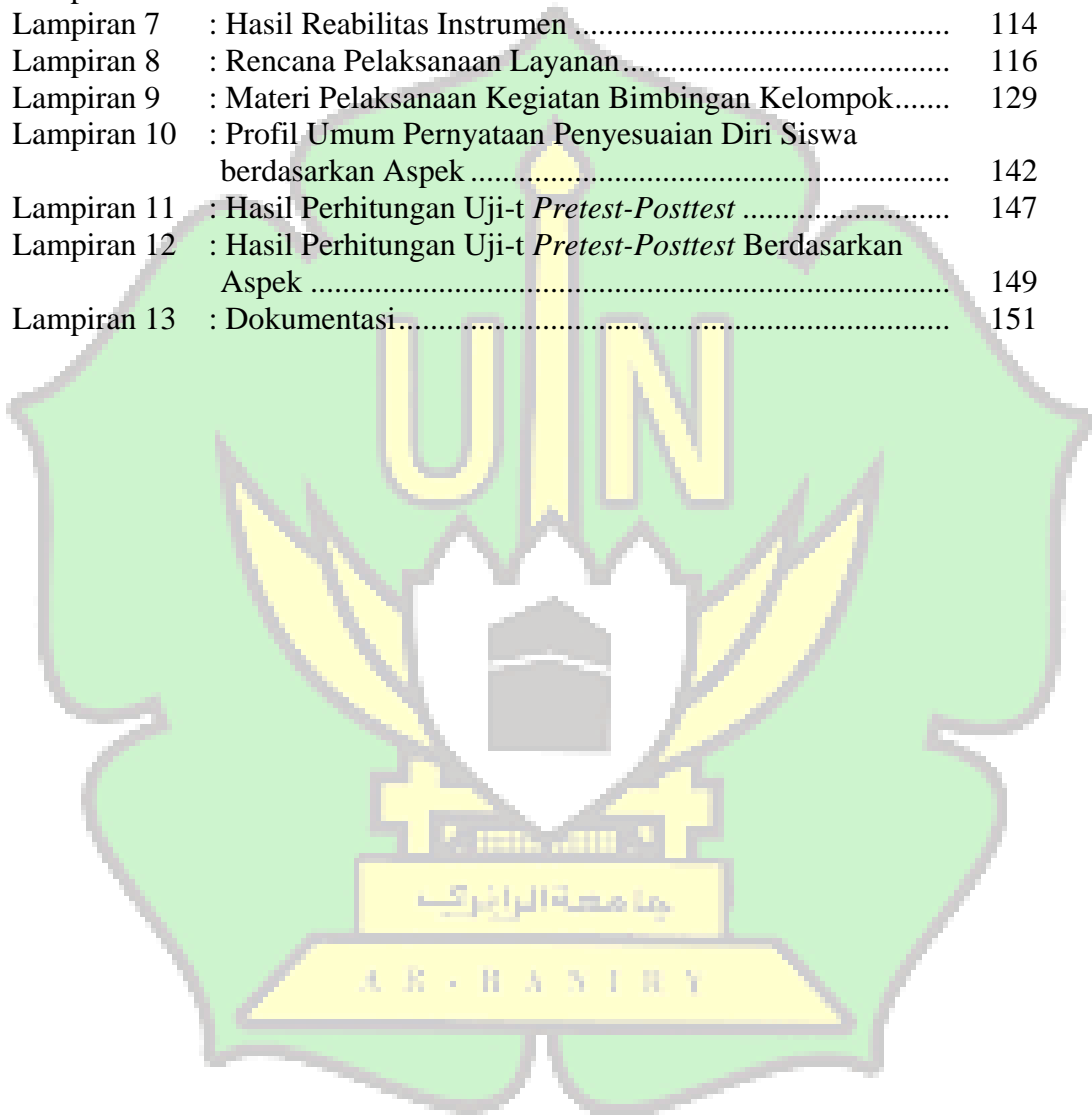 Lampiran 7 : Hasil Reabilitas Instrumen ............................................ 114
Lampiran 8 : Rencana Pelaksanaan Layanan ...................................... 116
Lampiran 9 : Materi Pelaksanaan Kegiatan Bimbingan Kelompok ....... 129
Lampiran 10 : Profil Umum Pernyataan Penyesuaian Diri Siswa
berdasarkan Aspek ........................................................ 142
Lampiran 11 : Hasil Perhitungan Uji-t Pretest-Posttest ........................ 147
Lampiran 12 : Hasil Perhitungan Uji-t Pretest-Posttest Berdasarkan
Aspek ........................................................................... 149
Lampiran 13 : Dokumentasi ................................................................ 151
U I N
جامعة الرانري
A R - R A N I R Y